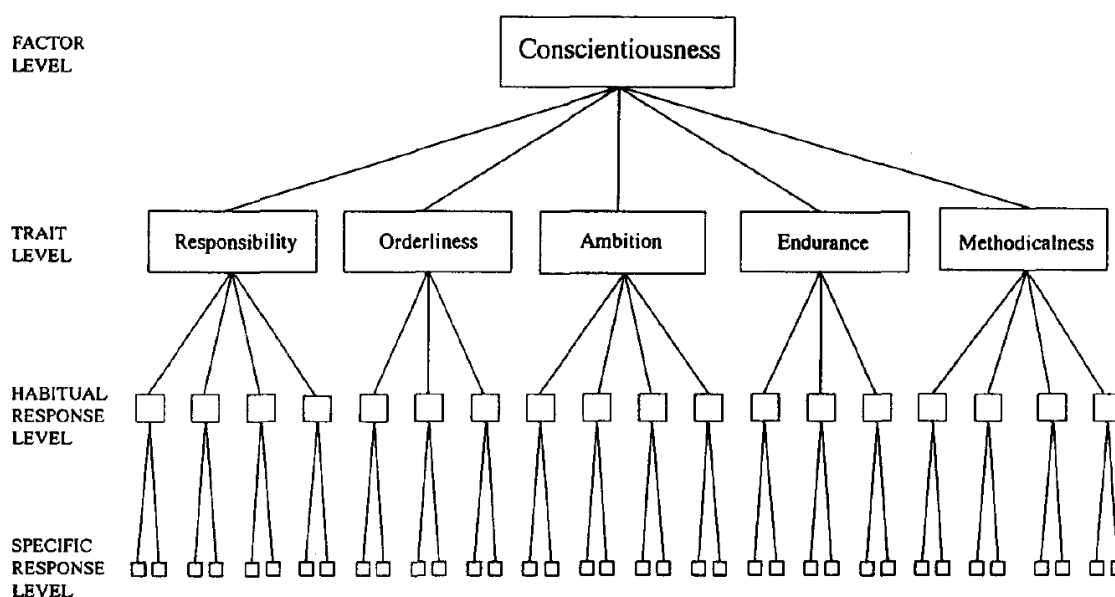 FACTOR
LEVEL
Conscientiousness
TRAIT
LEVEL
Responsibility
Orderliness
Ambition
Endurance
Methodicalness
HABITUAL
RESPONSE
LEVEL
SPECIFIC
RESPONSE
LEVEL